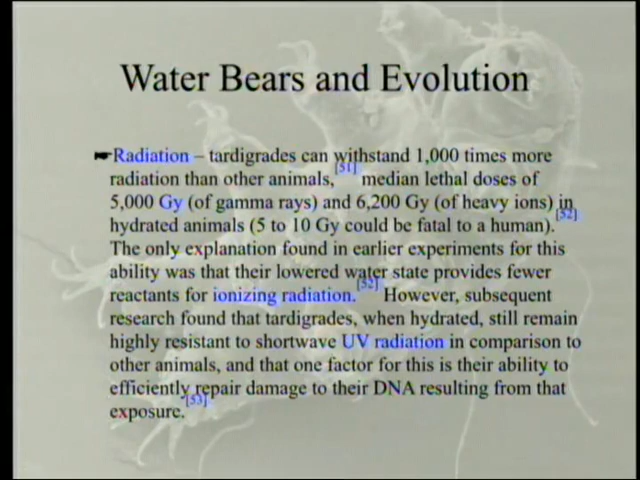 Water Bears and Evolution
☛Radiation – tardigrades can withstand 1,000 times more
radiation than other animals,[51] median lethal doses of
5,000 Gy (of gamma rays) and 6,200 Gy (of heavy ions) in
hydrated animals (5 to 10 Gy could be fatal to a human).[52]
The only explanation found in earlier experiments for this
ability was that their lowered water state provides fewer
reactants for ionizing radiation.[52] However, subsequent
research found that tardigrades, when hydrated, still remain
highly resistant to shortwave UV radiation in comparison to
other animals, and that one factor for this is their ability to
efficiently repair damage to their DNA resulting from that
exposure.[53]